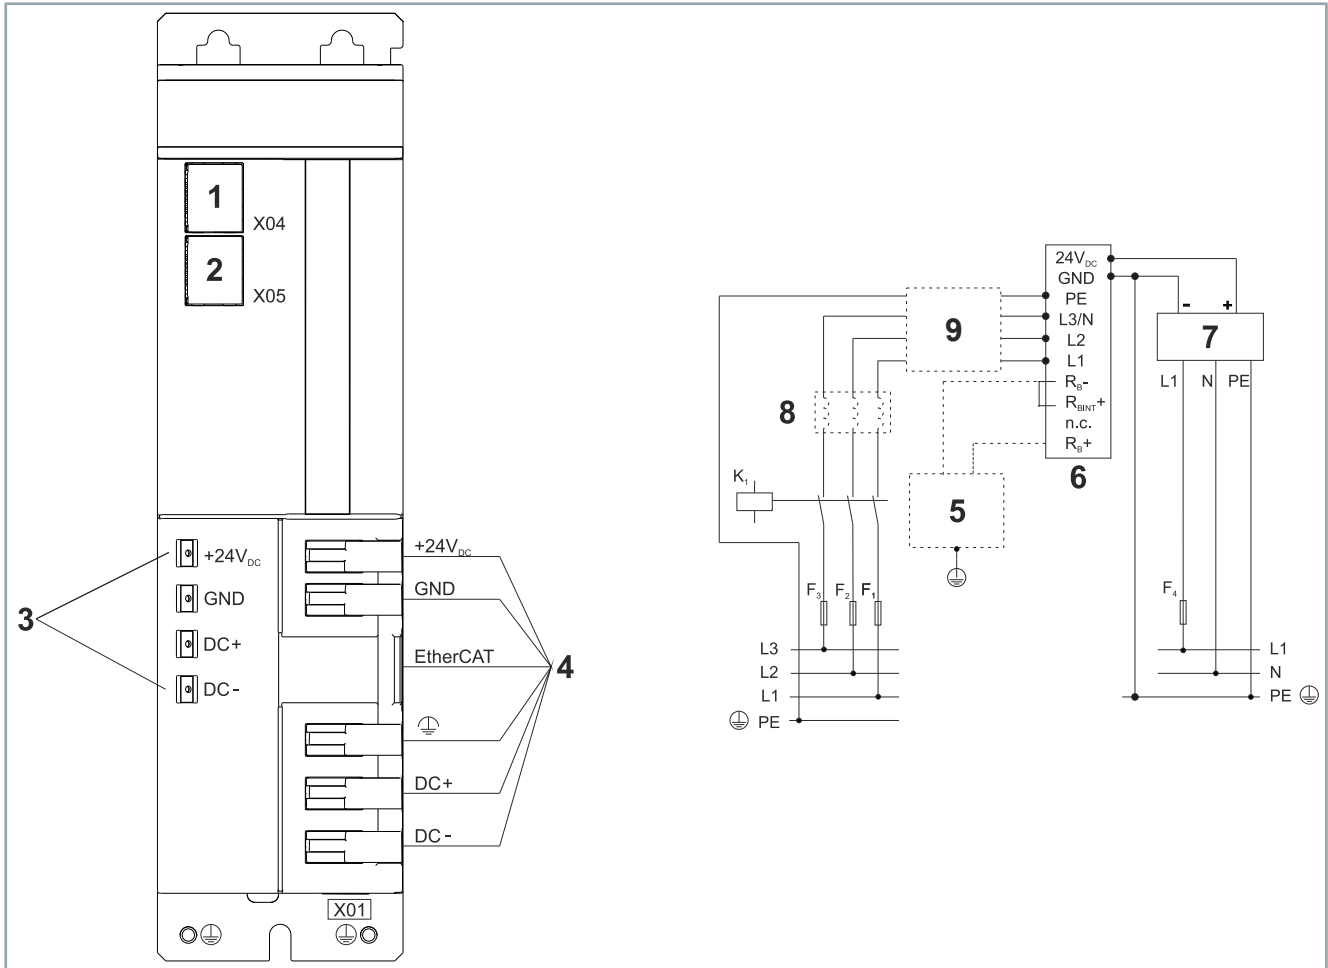 1
X04
2
X05
3
+24V_DC
GND
DC+
DC-
+24V_DC
GND
EtherCAT
DC+
DC-
4
X01
24V_DC
GND
PE
L3/N
L2
L1
R_B-
R_BINT+
n.c.
R_B+
6
9
8
5
K_1
F_3 F_2 F_1
L3
L2
L1
PE
- +
7
L1 N PE
F_4
L1
N
PE